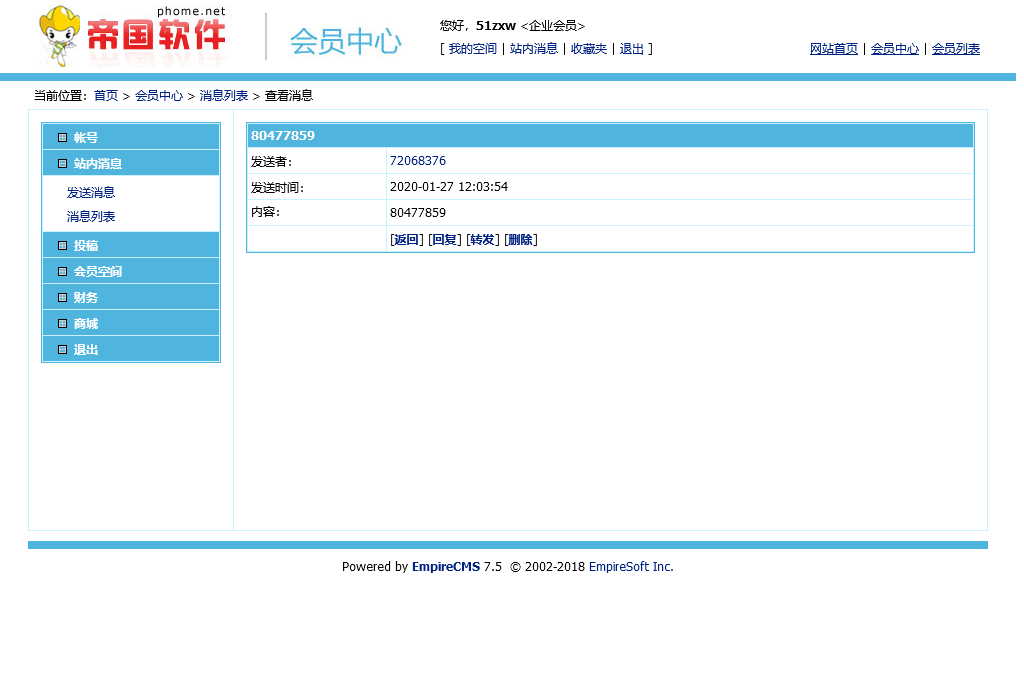 phome.net
帝国软件
会员中心
您好，51zxw <企业会员>
[ 我的空间 | 站内消息 | 收藏夹 | 退出 ]
网站首页 | 会员中心 | 会员列表
当前位置：首页 > 会员中心 > 消息列表 > 查看消息
帐号
站内消息
发送消息
消息列表
投稿
会员空间
财务
商城
退出
80477859
发送者： 72068376
发送时间： 2020-01-27 12:03:54
内容： 80477859
[返回] [回复] [转发] [删除]
Powered by EmpireCMS 7.5 © 2002-2018 EmpireSoft Inc.